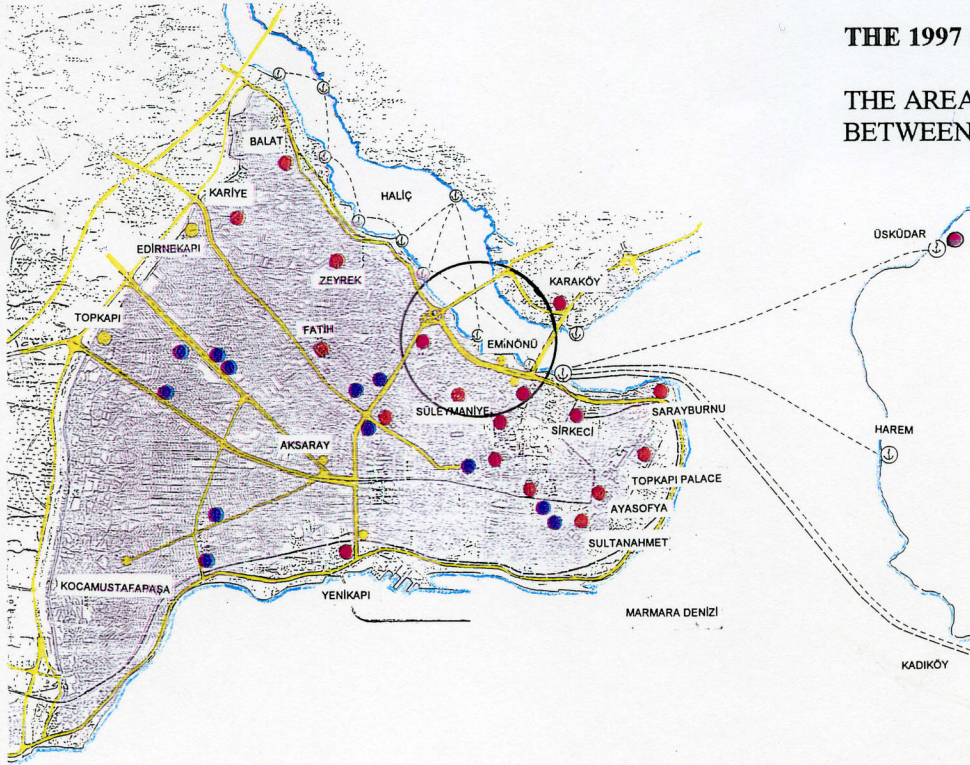 THE 1997
THE AREA
BETWEEN
BALAT
KARİYE
HALİÇ
ÜSKÜDAR
EDİRNEKAPI
ZEYREK
KARAKÖY
TOPKAPI
FATİH
EMİNÖNÜ
SÜLEYMANİYE
SARAYBURNU
SİRKECİ
HAREM
AKSARAY
TOPKAPI PALACE
AYASOFYA
SULTANAHMET
KOCAMUSTAFAPAŞA
YENİKAPI
MARMARA DENİZİ
KADIKÖY